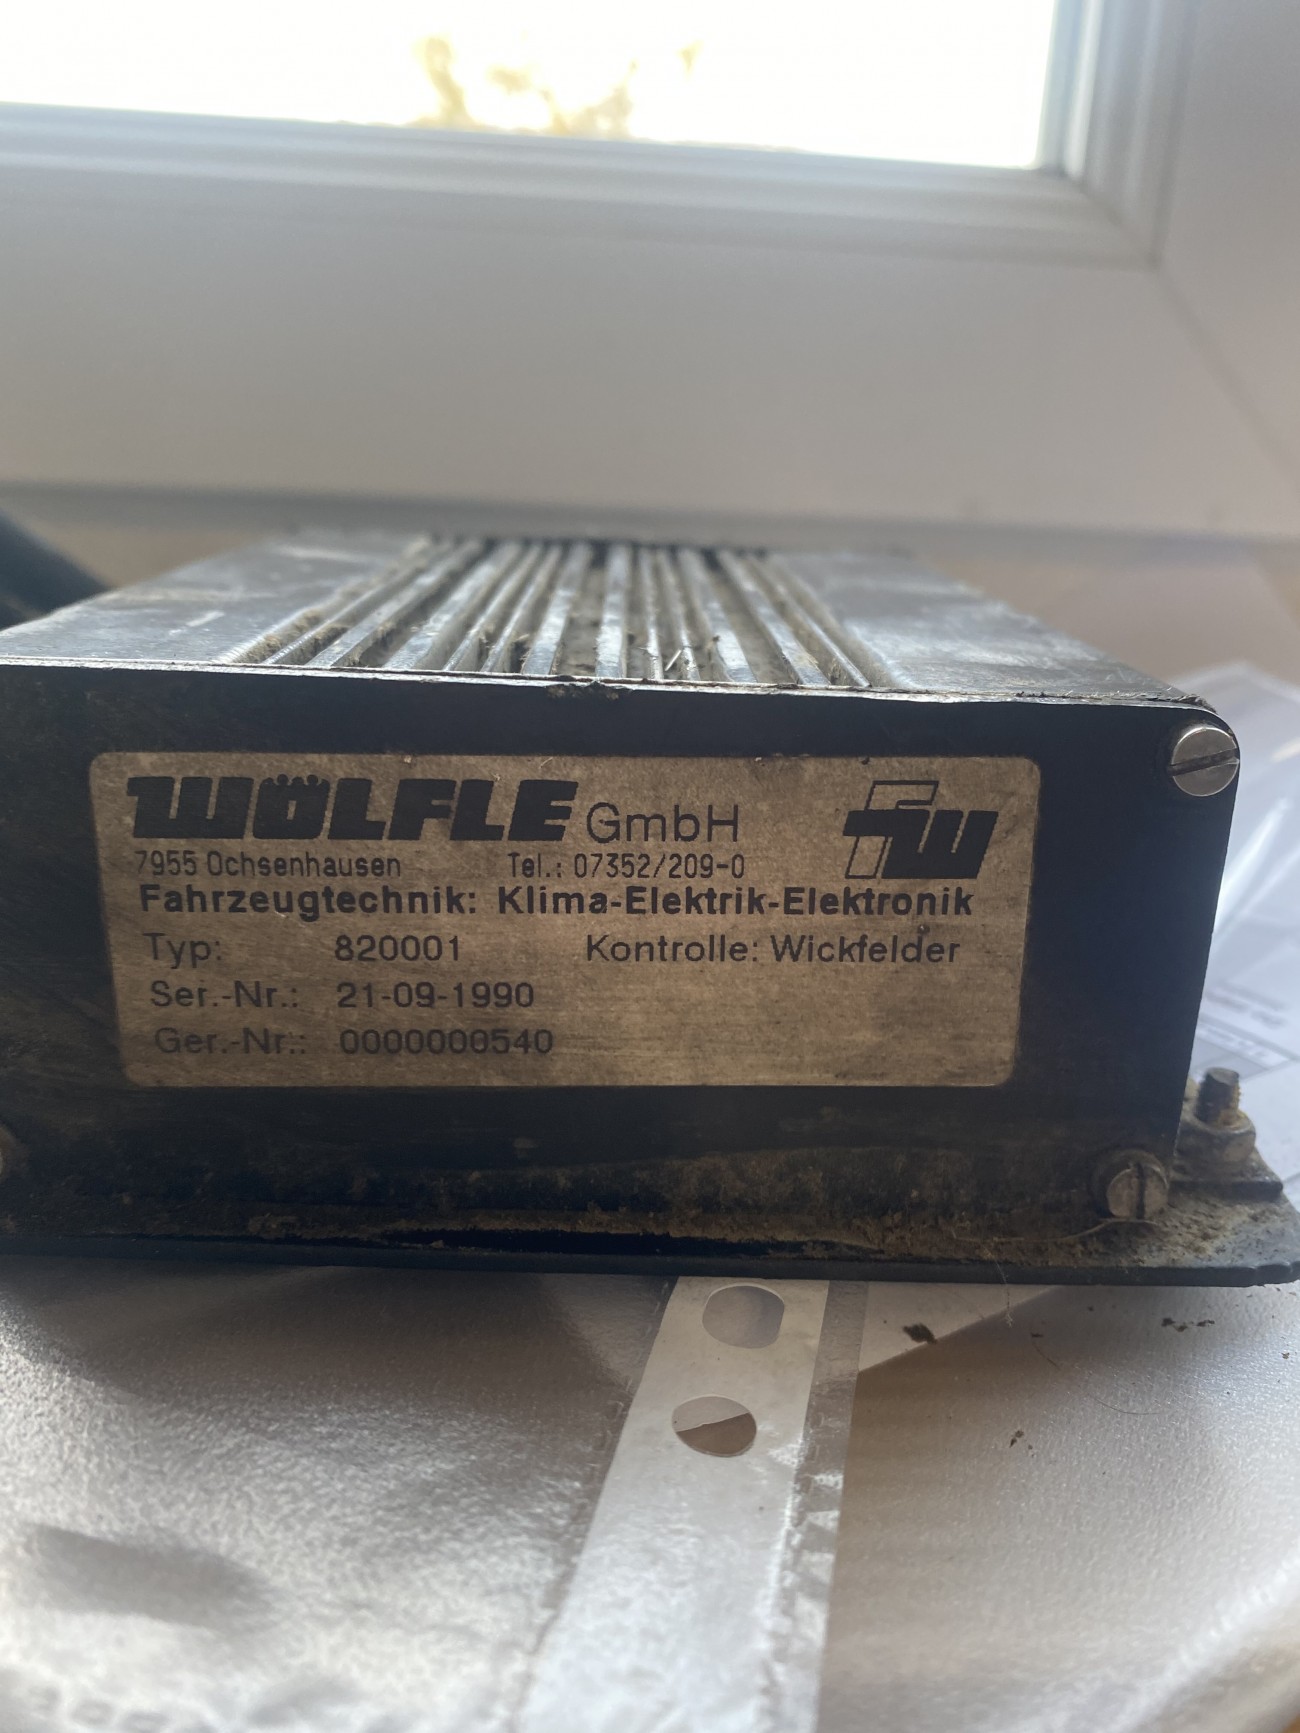 WÖLFLE GmbH FW
7955 Ochsenhausen Tel.: 07352/209-0
Fahrzeugtechnik: Klima-Elektrik-Elektronik
Typ: 820001 Kontrolle: Wickfelder
Ser.-Nr.: 21-09-1990
Ger.-Nr.: 0000000540